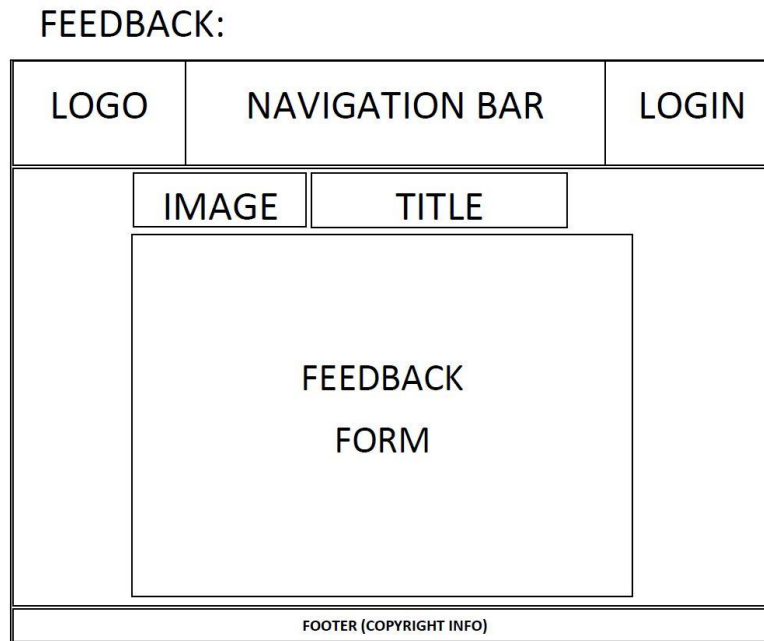 FEEDBACK:
LOGO
NAVIGATION BAR
LOGIN
IMAGE
TITLE
FEEDBACK
FORM
FOOTER (COPYRIGHT INFO)